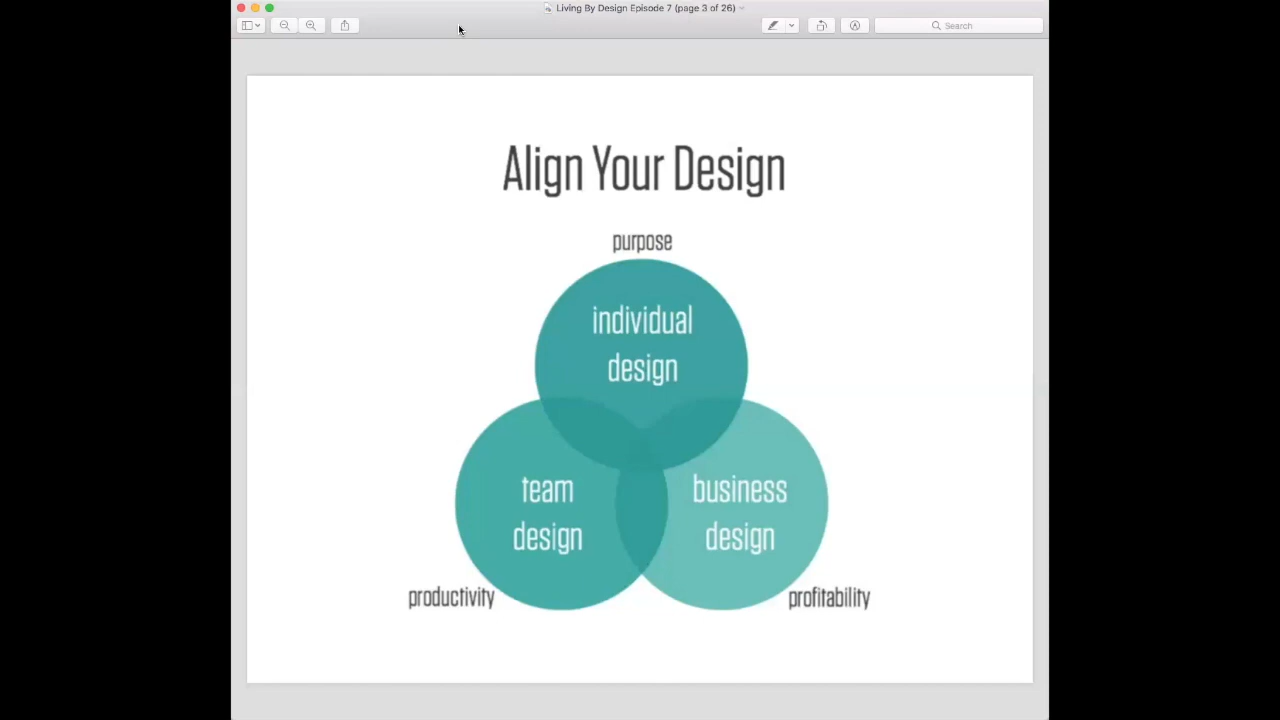 Living By Design Episode 7 (page 3 of 26)
Search
Align Your Design
purpose
individual
design
team
design
business
design
productivity
profitability